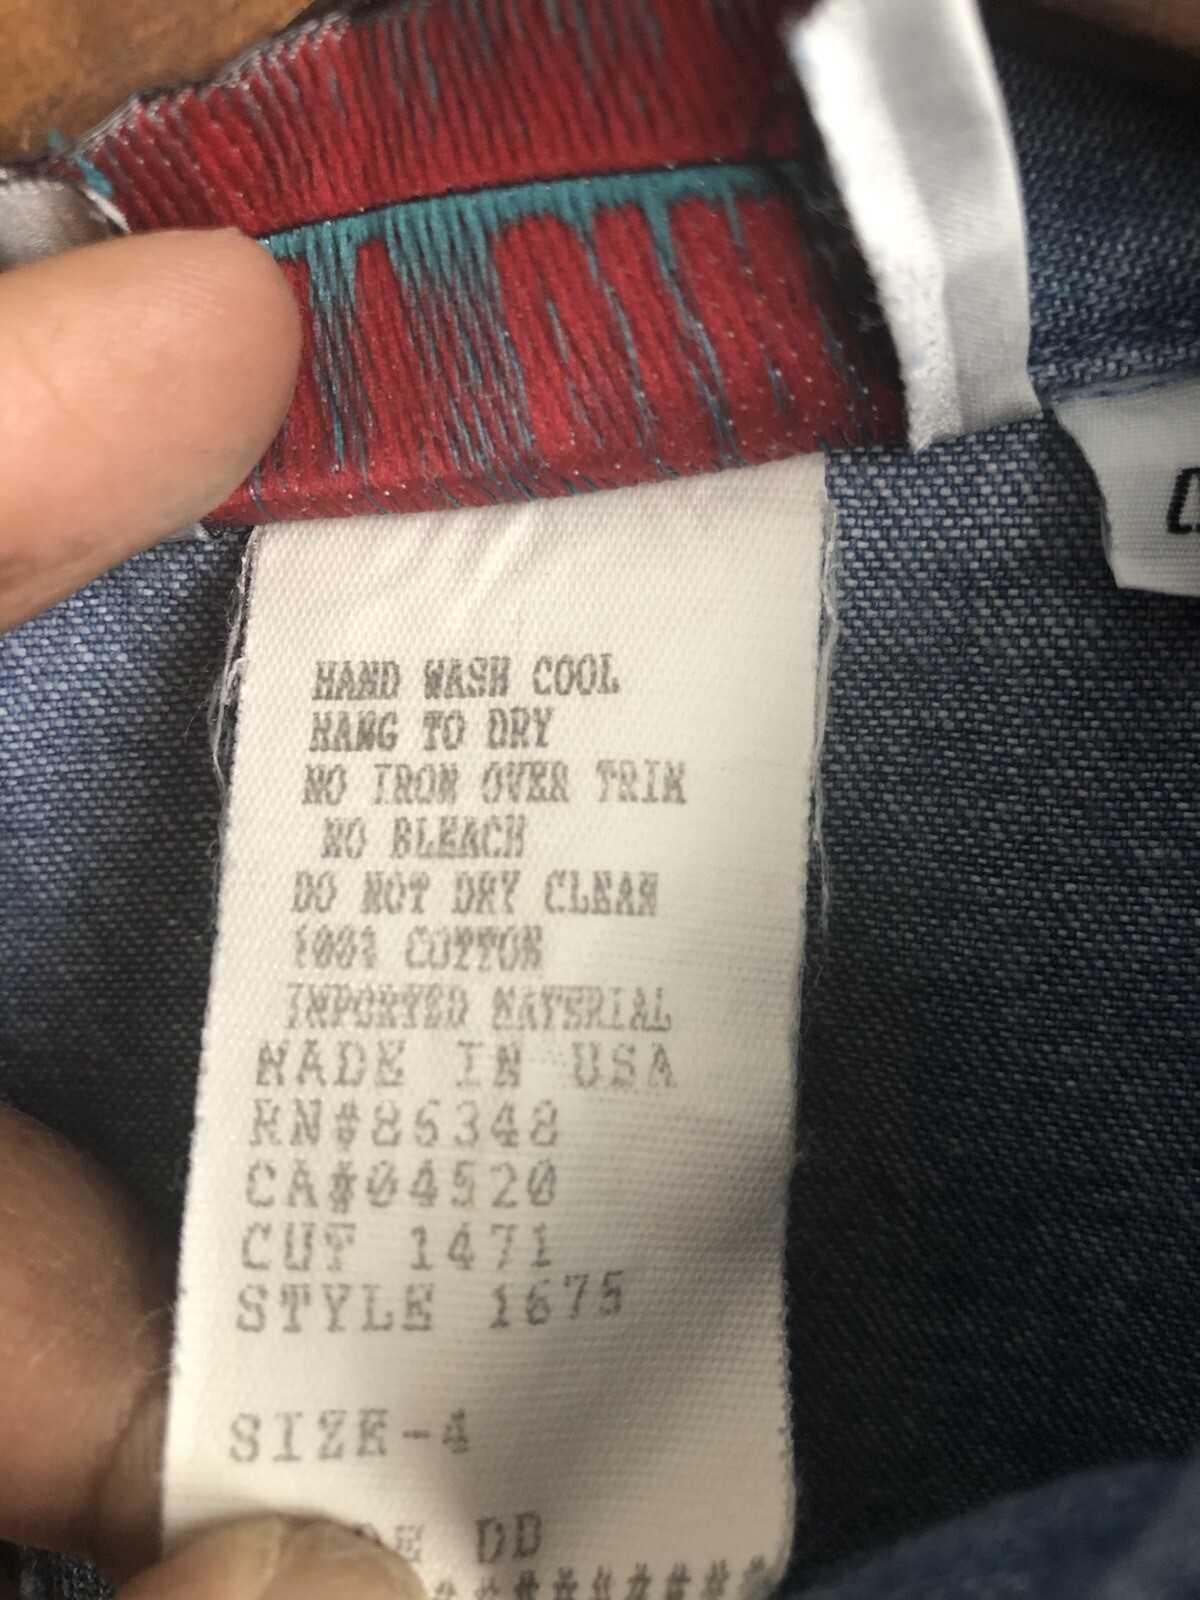 HAND WASH COOL
HANG TO DRY
NO IRON OVER TRIM
NO BLEACH
DO NOT DRY CLEAN
100% COTTON
IMPORTED MATERIAL
MADE IN USA
RN#86348
CA#04520
CUT 1471
STYLE 1675
SIZE-4
DD
#########